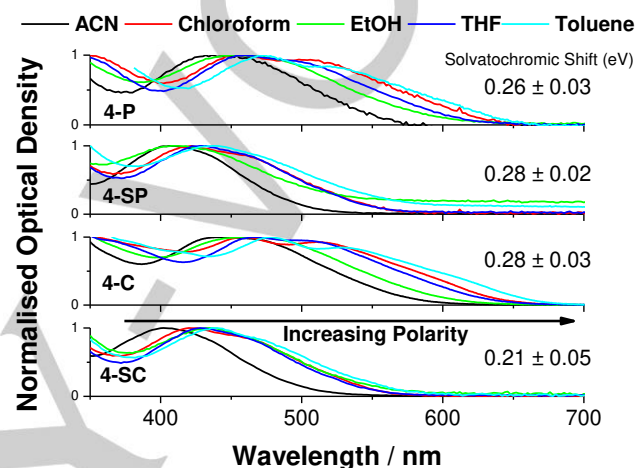 ACN Chloroform EtOH THF Toluene
Solvatochromic Shift (eV)
Normalised Optical Density
1
0
4-P
0.26 ± 0.03
1
0
4-SP
0.28 ± 0.02
1
0
4-C
0.28 ± 0.03
Increasing Polarity
1
0
4-SC
0.21 ± 0.05
400 500 600 700
Wavelength / nm